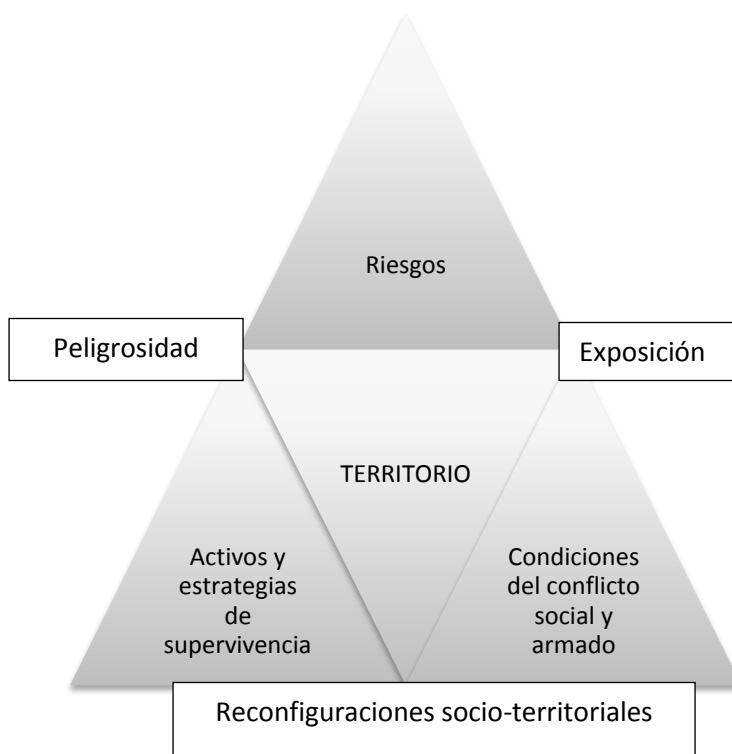 Riesgos
Peligrosidad
Exposición
TERRITORIO
Activos y
estrategias
de
supervivencia
Condiciones
del conflicto
social y
armado
Reconfiguraciones socio-territoriales